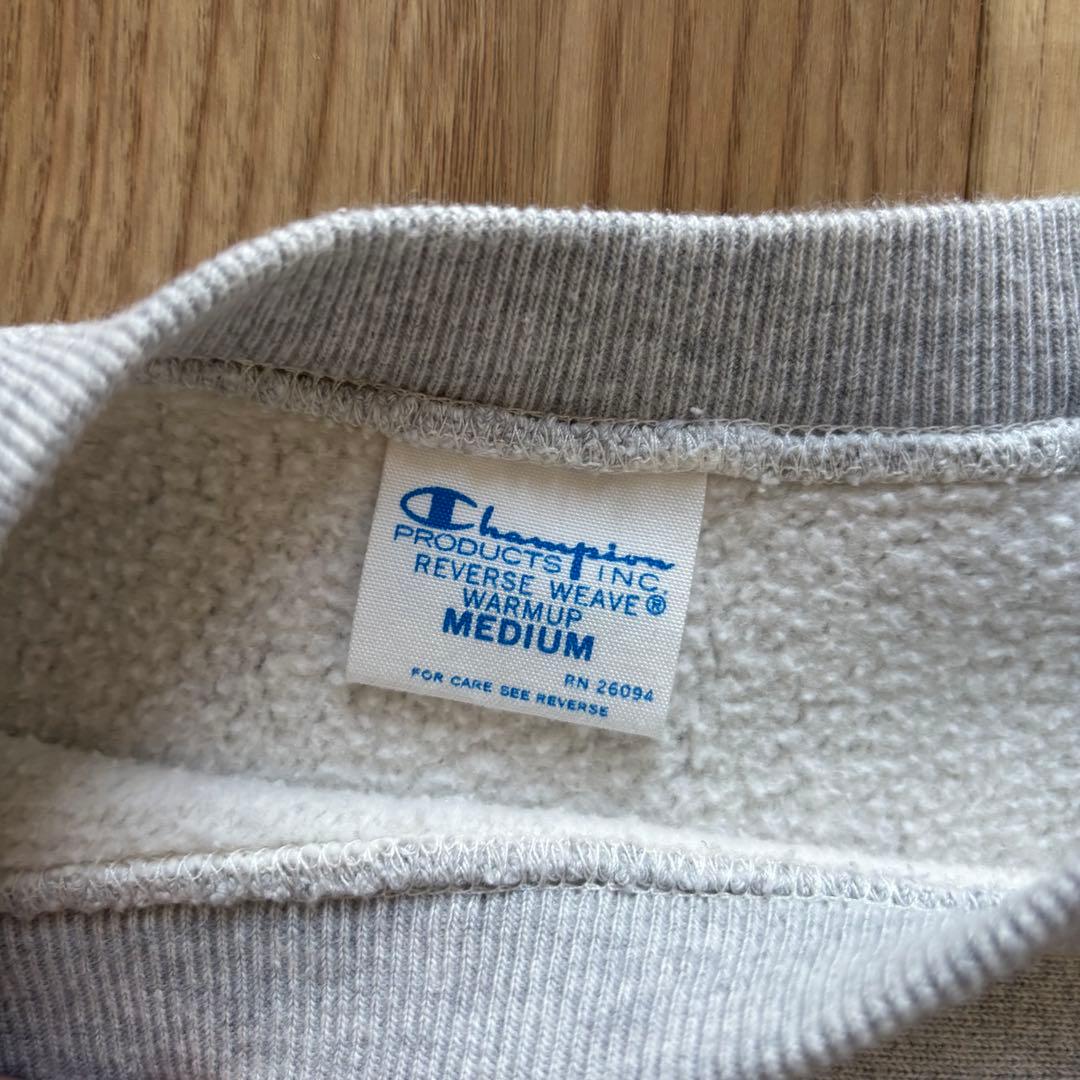 Champion
PRODUCTS INC.
REVERSE WEAVE®
WARMUP
MEDIUM
RN 26094
FOR CARE SEE REVERSE